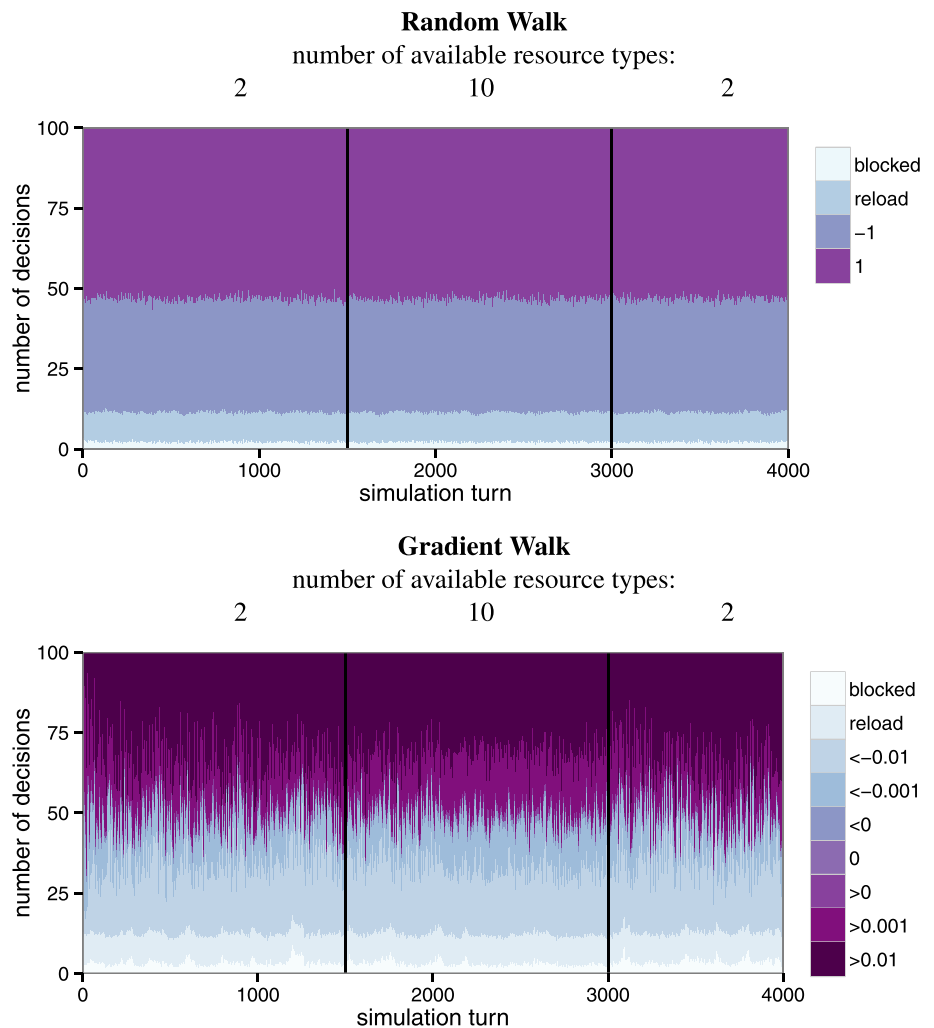 Random Walk
number of available resource types:
2 10 2
100
75
50
25
0
number of decisions
0 1000 2000 3000 4000
simulation turn
blocked
reload
−1
1
Gradient Walk
number of available resource types:
2 10 2
100
75
50
25
0
number of decisions
0 1000 2000 3000 4000
simulation turn
blocked
reload
<−0.01
<−0.001
<0
0
>0
>0.001
>0.01